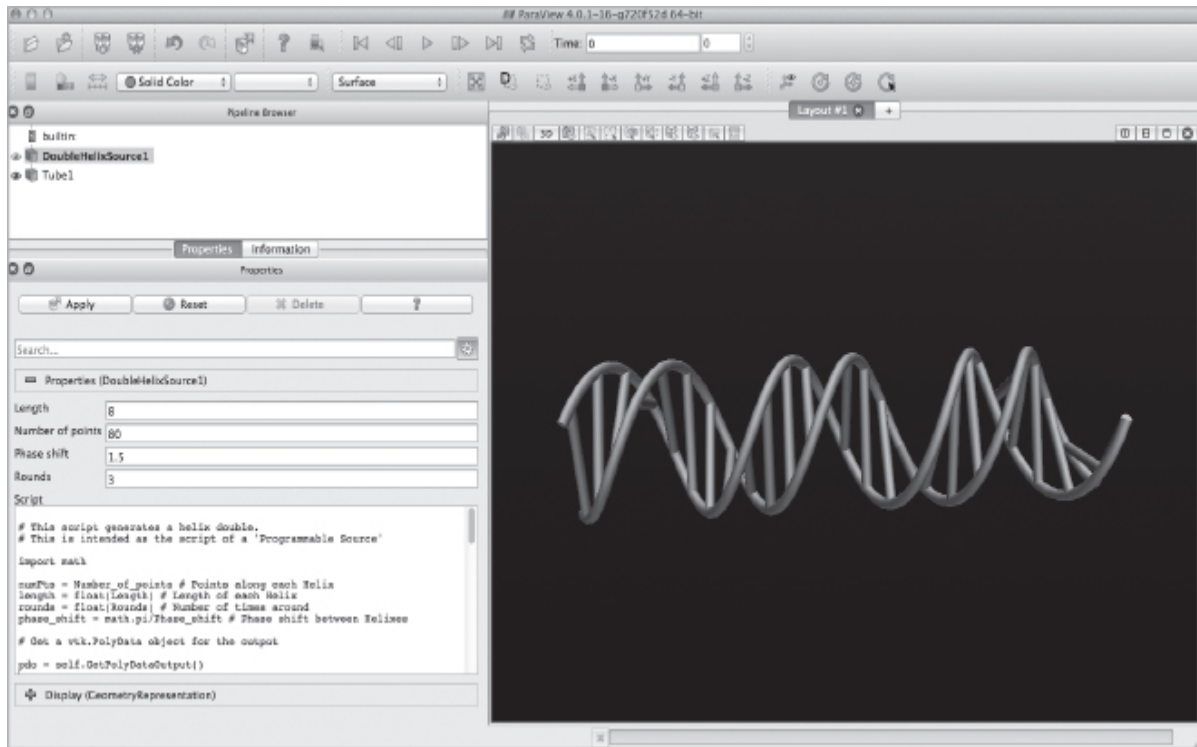 ParaView 4.0.1-16-g720f52d 64-bit
Time: 0 0
Solid Color Surface
Pipeline Browser
Layout #1 +
builtin:
3D
DoubleHelixSource1
Tube1
Properties Information
Properties
Apply Reset Delete ?
Search...
Properties (DoubleHelixSource1)
Length 8
Number of points 80
Phase shift 1.5
Rounds 3
Script
# This script generates a helix double.
# This is intended as the script of a 'Programmable Source'
import math
numPts = Number_of_points # Points along each Helix
length = float(Length) # Length of each Helix
rounds = float(Rounds) # Number of times around
phase_shift = math.pi/Phase_shift # Phase shift between Helixes
# Get a vtk.PolyData object for the output
pdo = self.GetPolyDataOutput()
Display (GeometryRepresentation)